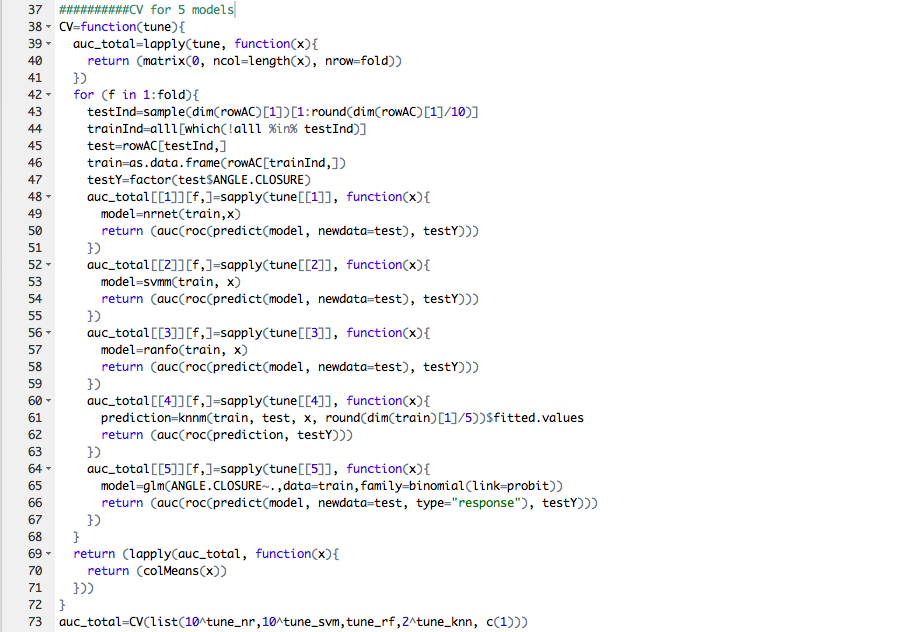 37 ##########CV for 5 models
38 CV=function(tune){
39 auc_total=lapply(tune, function(x){
40 return (matrix(0, ncol=length(x), nrow=fold))
41 })
42 for (f in 1:fold){
43 testInd=sample(dim(rowAC)[1])[1:round(dim(rowAC)[1]/10)]
44 trainInd=alll[which(!alll %in% testInd)]
45 test=rowAC[testInd,]
46 train=as.data.frame(rowAC[trainInd,])
47 testY=factor(test$ANGLE.CLOSURE)
48 auc_total[[1]][f,]=sapply(tune[[1]], function(x){
49 model=nrnet(train,x)
50 return (auc(roc(predict(model, newdata=test), testY)))
51 })
52 auc_total[[2]][f,]=sapply(tune[[2]], function(x){
53 model=svmm(train, x)
54 return (auc(roc(predict(model, newdata=test), testY)))
55 })
56 auc_total[[3]][f,]=sapply(tune[[3]], function(x){
57 model=ranfo(train, x)
58 return (auc(roc(predict(model, newdata=test), testY)))
59 })
60 auc_total[[4]][f,]=sapply(tune[[4]], function(x){
61 prediction=knnm(train, test, x, round(dim(train)[1]/5))$fitted.values
62 return (auc(roc(prediction, testY)))
63 })
64 auc_total[[5]][f,]=sapply(tune[[5]], function(x){
65 model=glm(ANGLE.CLOSURE~.,data=train,family=binomial(link=probit))
66 return (auc(roc(predict(model, newdata=test, type="response"), testY)))
67 })
68 }
69 return (lapply(auc_total, function(x){
70 return (colMeans(x))
71 }))
72 }
73 auc_total=CV(list(10^tune_nr,10^tune_svm,tune_rf,2^tune_knn, c(1)))